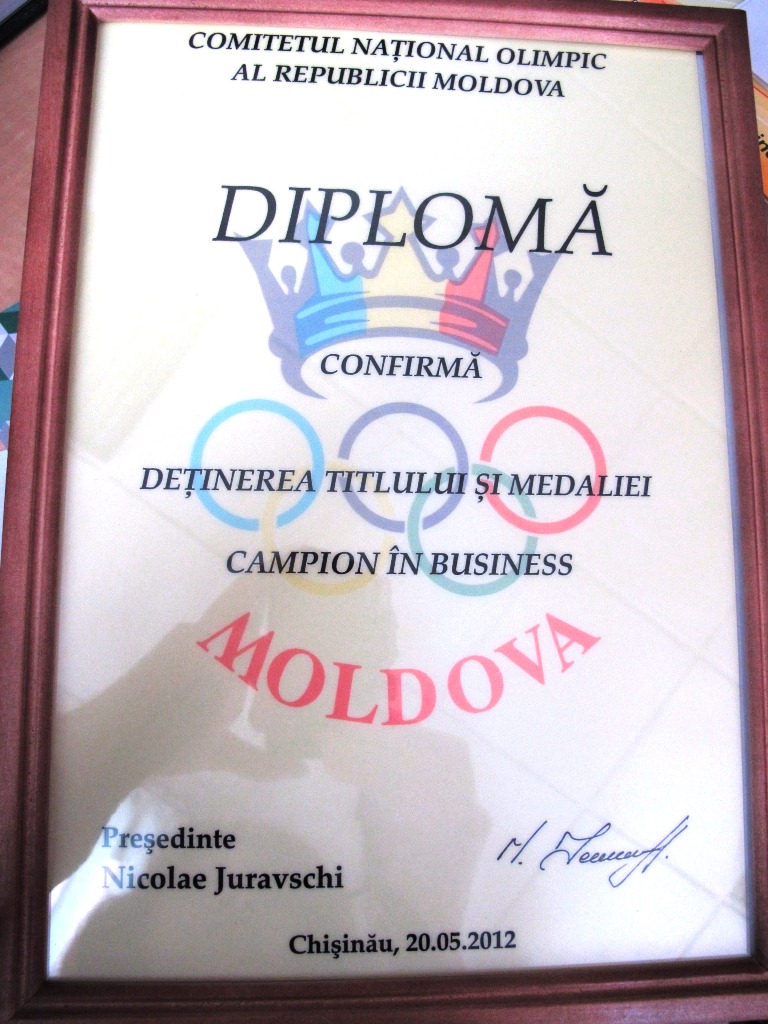 COMITETUL NAȚIONAL OLIMPIC
AL REPUBLICII MOLDOVA
DIPLOMĂ
CONFIRMĂ
DEȚINEREA TITLULUI ȘI MEDALIEI
CAMPION ÎN BUSINESS
MOLDOVA
Preşedinte
Nicolae Juravschi
Chişinău, 20.05.2012